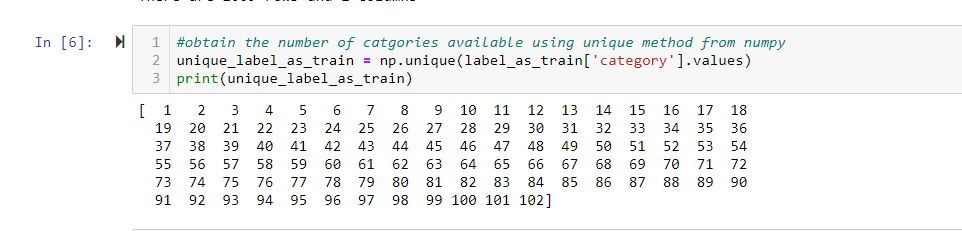 In [6]:
1 #obtain the number of catgories available using unique method from numpy
2 unique_label_as_train = np.unique(label_as_train['category'].values)
3 print(unique_label_as_train)
[ 1 2 3 4 5 6 7 8 9 10 11 12 13 14 15 16 17 18
19 20 21 22 23 24 25 26 27 28 29 30 31 32 33 34 35 36
37 38 39 40 41 42 43 44 45 46 47 48 49 50 51 52 53 54
55 56 57 58 59 60 61 62 63 64 65 66 67 68 69 70 71 72
73 74 75 76 77 78 79 80 81 82 83 84 85 86 87 88 89 90
91 92 93 94 95 96 97 98 99 100 101 102]